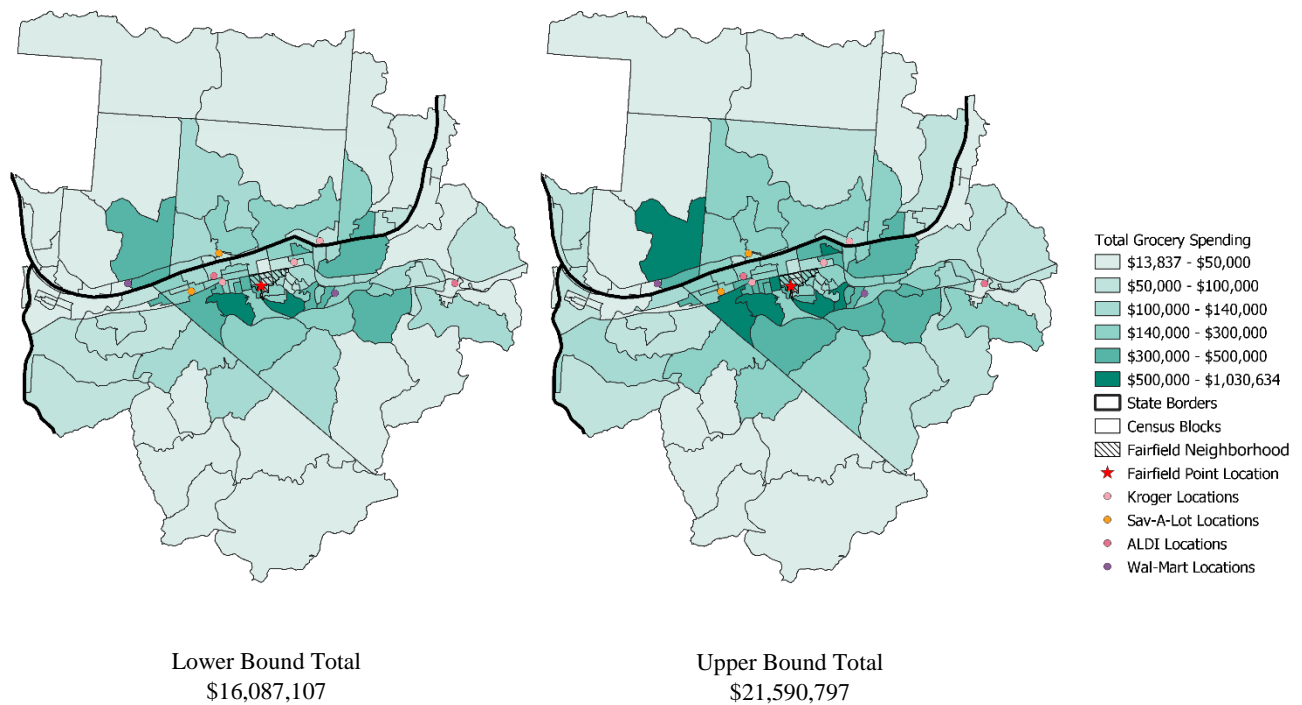 Total Grocery Spending
$13,837 - $50,000
$50,000 - $100,000
$100,000 - $140,000
$140,000 - $300,000
$300,000 - $500,000
$500,000 - $1,030,634
State Borders
Census Blocks
Fairfield Neighborhood
Fairfield Point Location
Kroger Locations
Sav-A-Lot Locations
ALDI Locations
Wal-Mart Locations
Lower Bound Total
$16,087,107
Upper Bound Total
$21,590,797